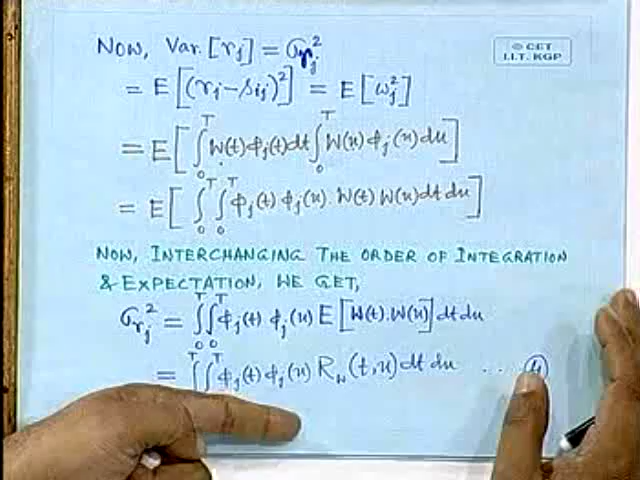 NOW, Var. [rj] = σrj²
© CET
I.I.T. KGP
= E[(rj - sij)²] = E[wj²]
= E[∫₀ᵀ W(t) Φj(t)dt ∫₀ᵀ W(u) Φj(u)du]
= E[∫₀ᵀ ∫₀ᵀ Φj(t) Φj(u) W(t) W(u) dt du]
NOW, INTERCHANGING THE ORDER OF INTEGRATION
& EXPECTATION, WE GET,
σrj² = ∫₀ᵀ ∫₀ᵀ Φj(t) Φj(u) E[W(t).W(u)] dt du
= ∫∫ᵀ Φj(t) Φj(u) Rw(t,u) dt du ...